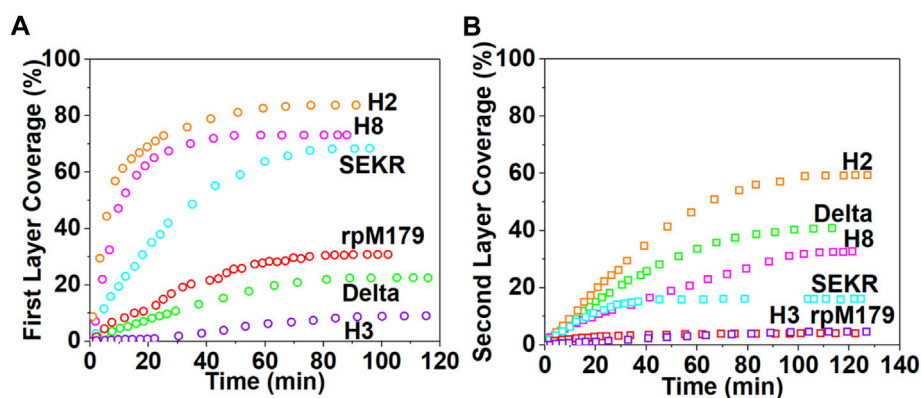 A
First Layer Coverage (%)
100
80
60
40
20
0
H2
H8
SEKR
rpM179
Delta
H3
0 20 40 60 80 100 120
Time (min)
B
Second Layer Coverage (%)
100
80
60
40
20
0
H2
Delta
H8
SEKR
H3 rpM179
0 20 40 60 80 100 120 140
Time (min)